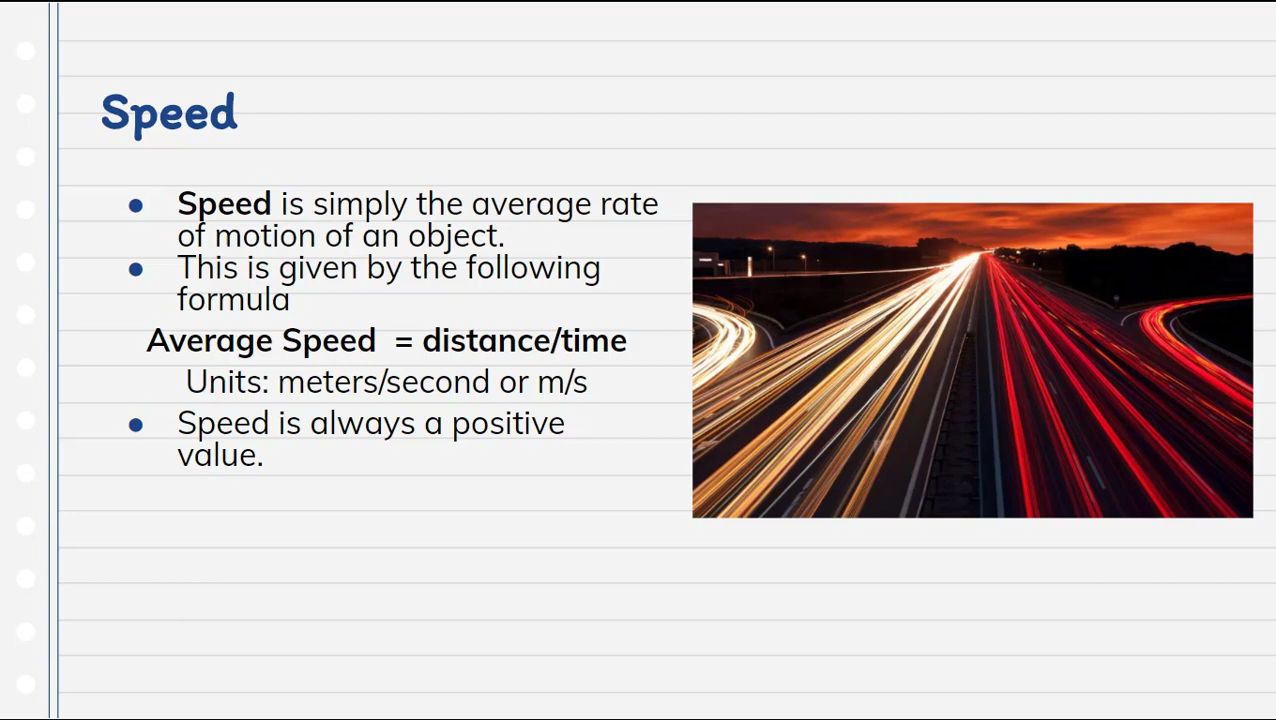 Speed
● Speed is simply the average rate
of motion of an object.
● This is given by the following
formula
Average Speed = distance/time
Units: meters/second or m/s
● Speed is always a positive
value.